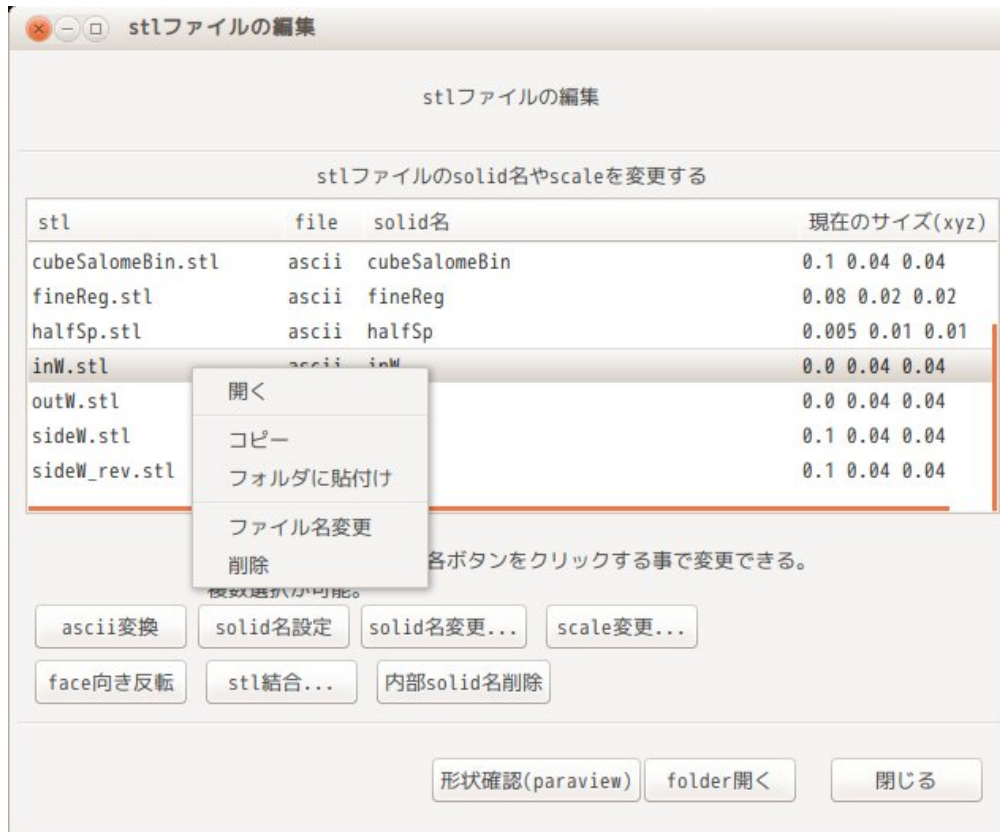 stlファイルの編集
stlファイルの編集
stlファイルのsolid名やscaleを変更する
stl file solid名 現在のサイズ(xyz)
cubeSalomeBin.stl ascii cubeSalomeBin 0.1 0.04 0.04
fineReg.stl ascii fineReg 0.08 0.02 0.02
halfSp.stl ascii halfSp 0.005 0.01 0.01
inW.stl ascii inW 0.0 0.04 0.04
outW.stl 0.0 0.04 0.04
sideW.stl 0.1 0.04 0.04
sideW_rev.stl 0.1 0.04 0.04
開く
コピー
フォルダに貼付け
ファイル名変更
削除
各ボタンをクリックする事で変更できる。
複数選択が可能。
ascii変換 solid名設定 solid名変更... scale変更...
face向き反転 stl結合... 内部solid名削除
形状確認(paraview) folder開く 閉じる